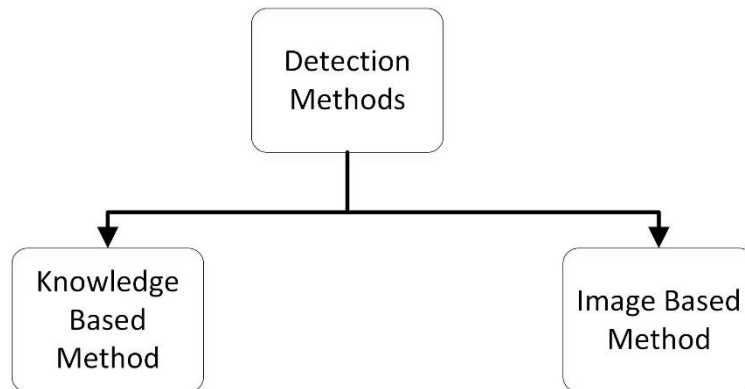 Detection
Methods
Knowledge
Based
Method
Image Based
Method